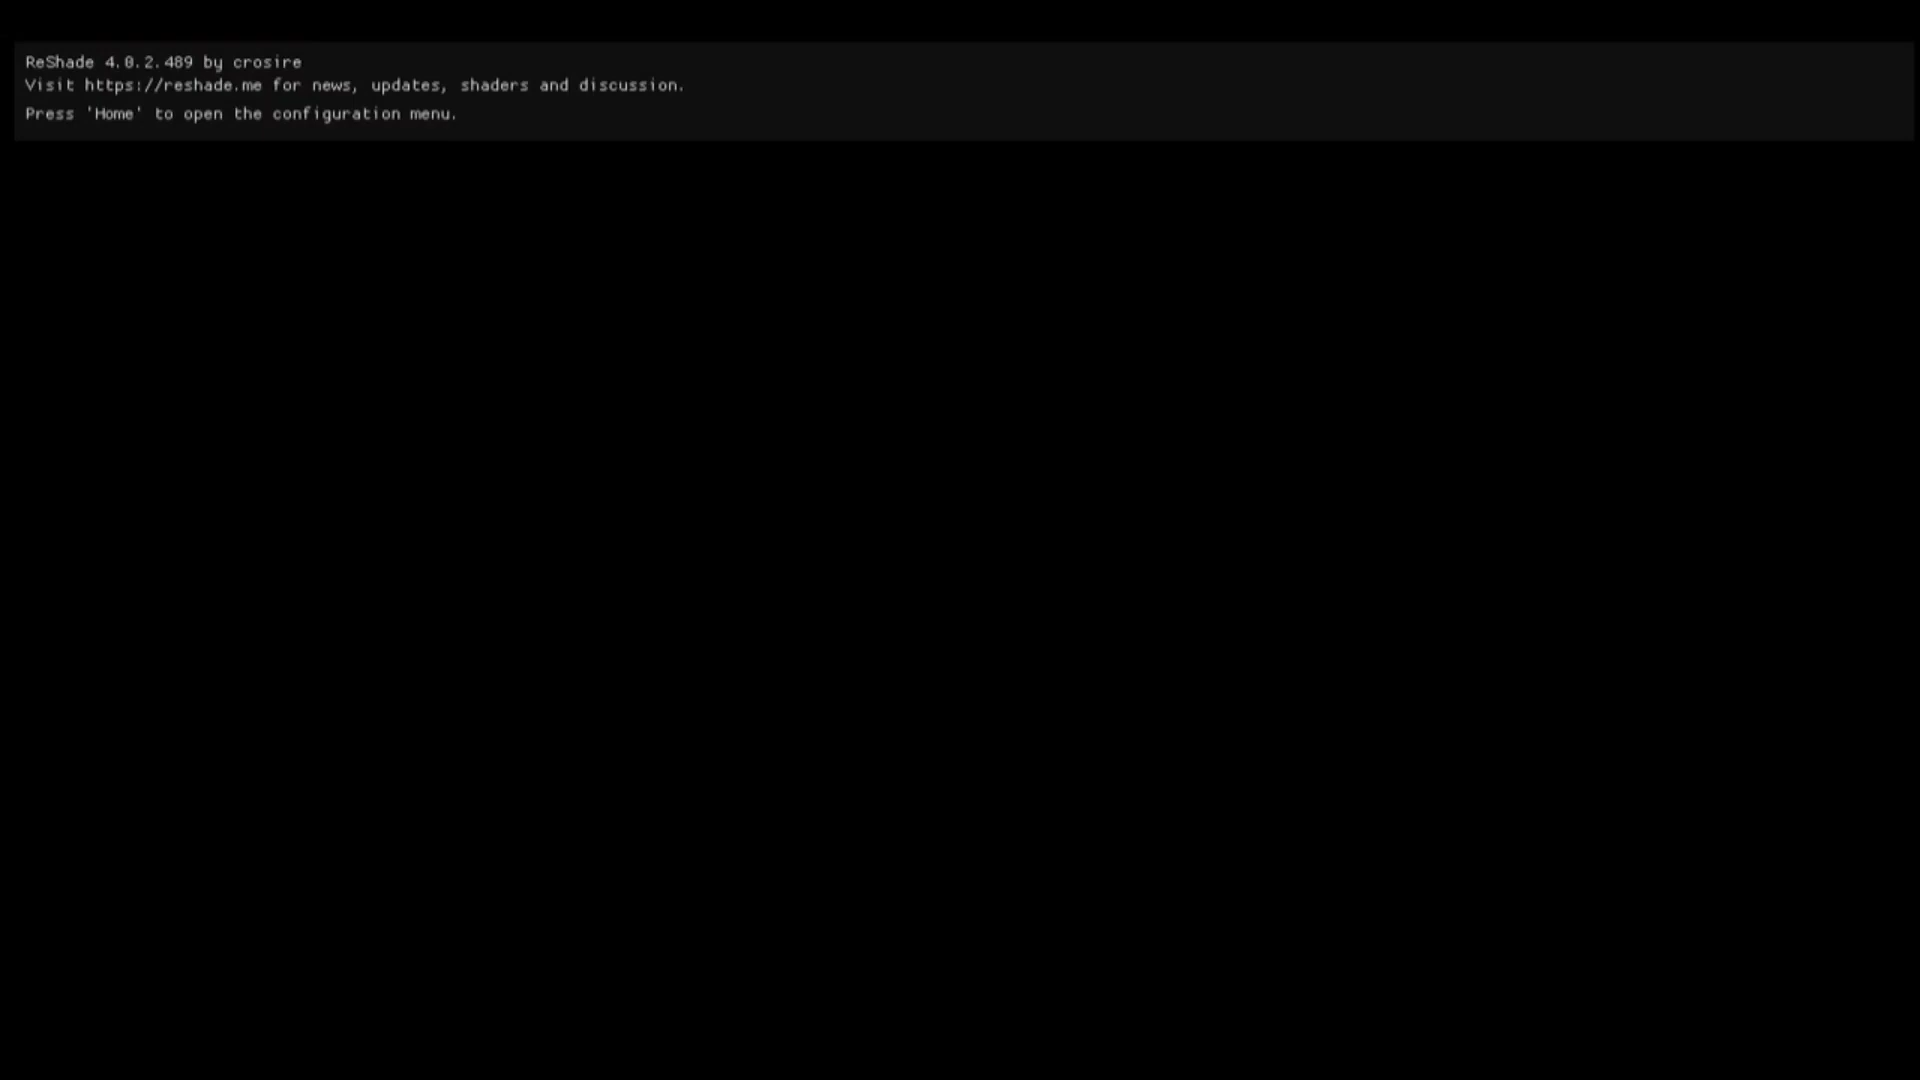 ReShade 4.0.2.489 by crosire
Visit https://reshade.me for news, updates, shaders and discussion.
Press 'Home' to open the configuration menu.